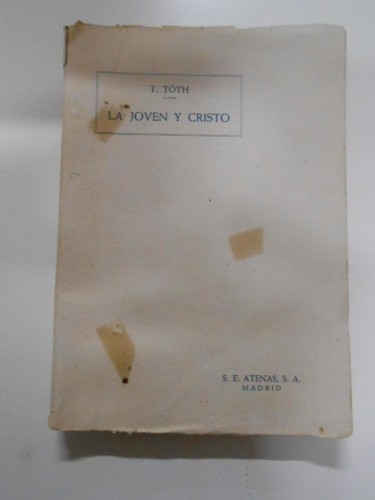 T. TÓTH
LA JOVEN Y CRISTO
S. E. ATENAS, S. A.
MADRID